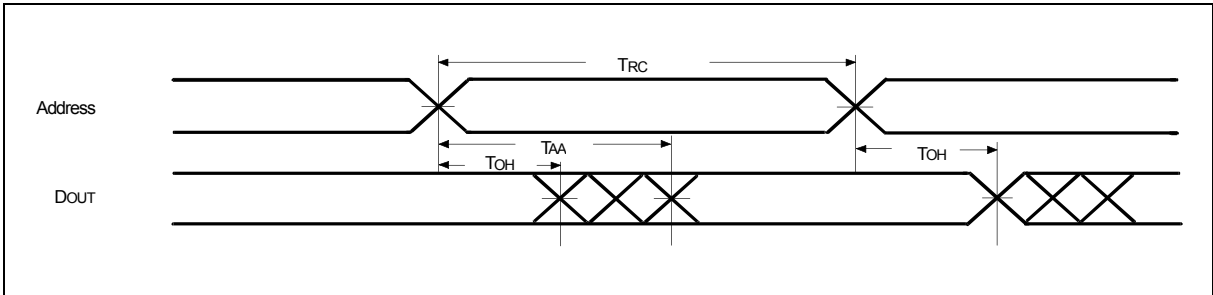 TRC
Address
TAA
TOH
TOH
DOUT